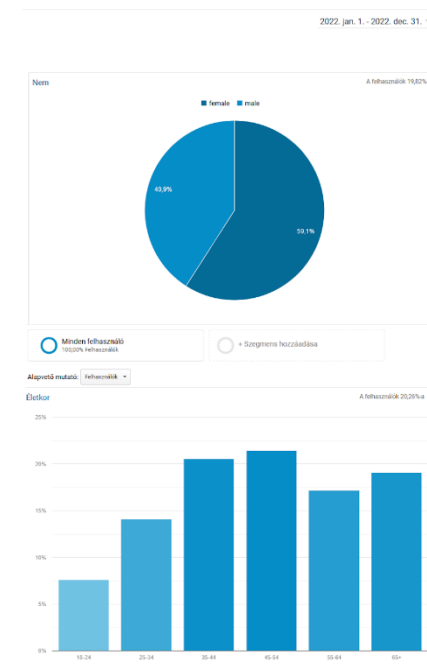 2022. jan. 1. - 2022. dec. 31.
Nem
A felhasználók 19,82%
female male
40,9%
59,1%
Minden felhasználó
100,00% Felhasználók
+ Szegmens hozzáadása
Alapvető mutató: Felhasználók
Életkor
A felhasználók 20,26%-a
25%
20%
15%
10%
5%
0%
18-24 25-34 35-44 45-54 55-64 65+